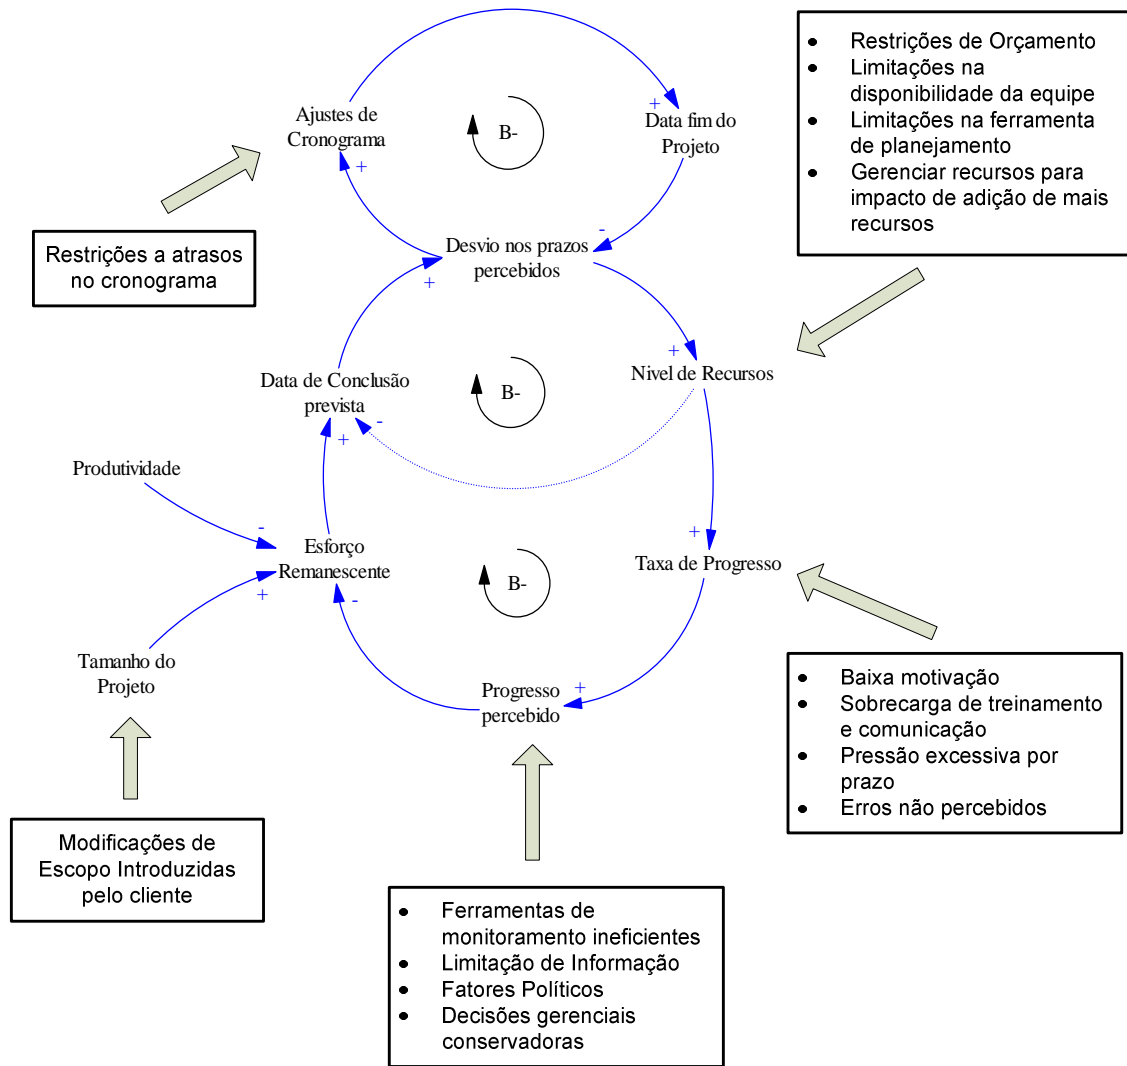 • Restrições de Orçamento
• Limitações na
disponibilidade da equipe
• Limitações na ferramenta
de planejamento
• Gerenciar recursos para
impacto de adição de mais
recursos
+
Ajustes de
Cronograma
B-
Data fim do
Projeto
+
-
Restrições a atrasos
no cronograma
Desvio nos prazos
percebidos
+
+
Data de Conclusão
prevista
B-
Nivel de Recursos
-
+
Produtividade
-
+
Esforço
Remanescente
B-
Taxa de Progresso
+
-
Tamanho do
Projeto
Progresso
percebido
+
• Baixa motivação
• Sobrecarga de treinamento
e comunicação
• Pressão excessiva por
prazo
• Erros não percebidos
Modificações de
Escopo Introduzidas
pelo cliente
• Ferramentas de
monitoramento ineficientes
• Limitação de Informação
• Fatores Políticos
• Decisões gerenciais
conservadoras